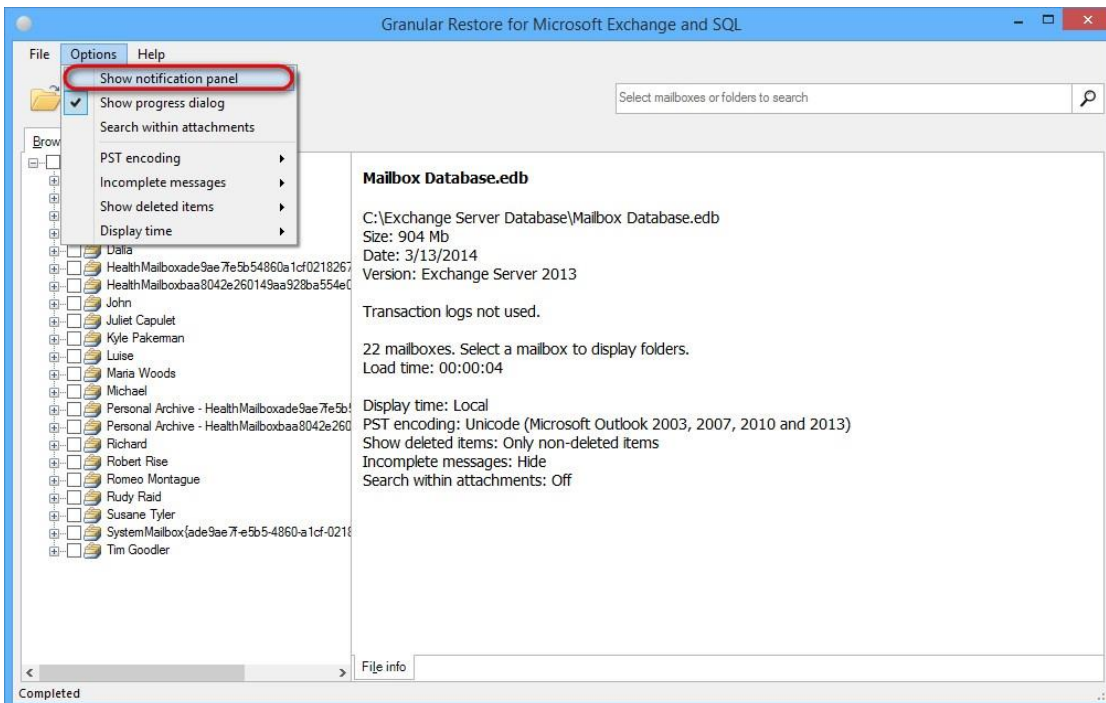 Granular Restore for Microsoft Exchange and SQL
File Options Help
Show notification panel
Show progress dialog
Search within attachments
PST encoding
Incomplete messages
Show deleted items
Display time
Select mailboxes or folders to search
Brow
Dalia
HealthMailboxade9ae7fe5b54860a1cf0218267
HealthMailboxbaa8042e260149aa928ba554e0
John
Juliet Capulet
Kyle Pakerman
Luise
Maria Woods
Michael
Personal Archive - HealthMailboxade9ae7fe5b5
Personal Archive - HealthMailboxbaa8042e260
Richard
Robert Rise
Romeo Montague
Rudy Raid
Susane Tyler
SystemMailbox{ade9ae7f-e5b5-4860-a1cf-0218
Tim Goodler
Mailbox Database.edb
C:\Exchange Server Database\Mailbox Database.edb
Size: 904 Mb
Date: 3/13/2014
Version: Exchange Server 2013
Transaction logs not used.
22 mailboxes. Select a mailbox to display folders.
Load time: 00:00:04
Display time: Local
PST encoding: Unicode (Microsoft Outlook 2003, 2007, 2010 and 2013)
Show deleted items: Only non-deleted items
Incomplete messages: Hide
Search within attachments: Off
File info
Completed